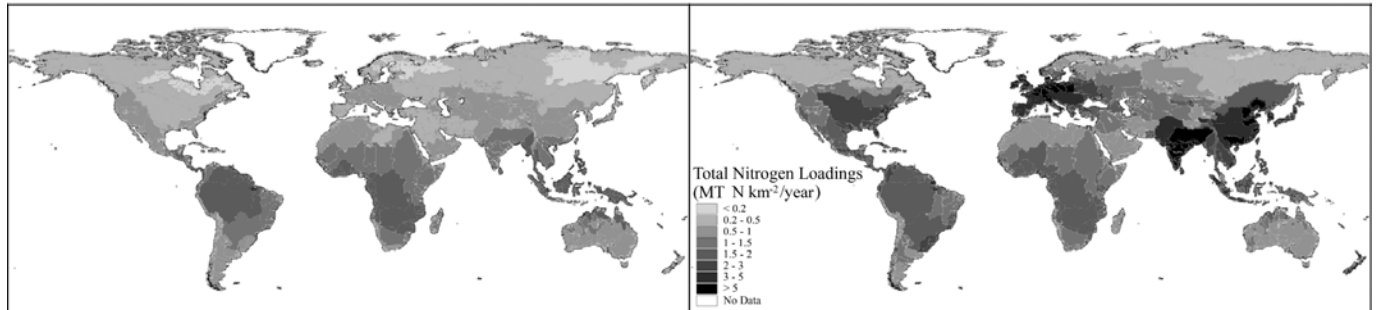 Total Nitrogen Loadings
(MT N km-2/year)
< 0.2
0.2 - 0.5
0.5 - 1
1 - 1.5
1.5 - 2
2 - 3
3 - 5
> 5
No Data